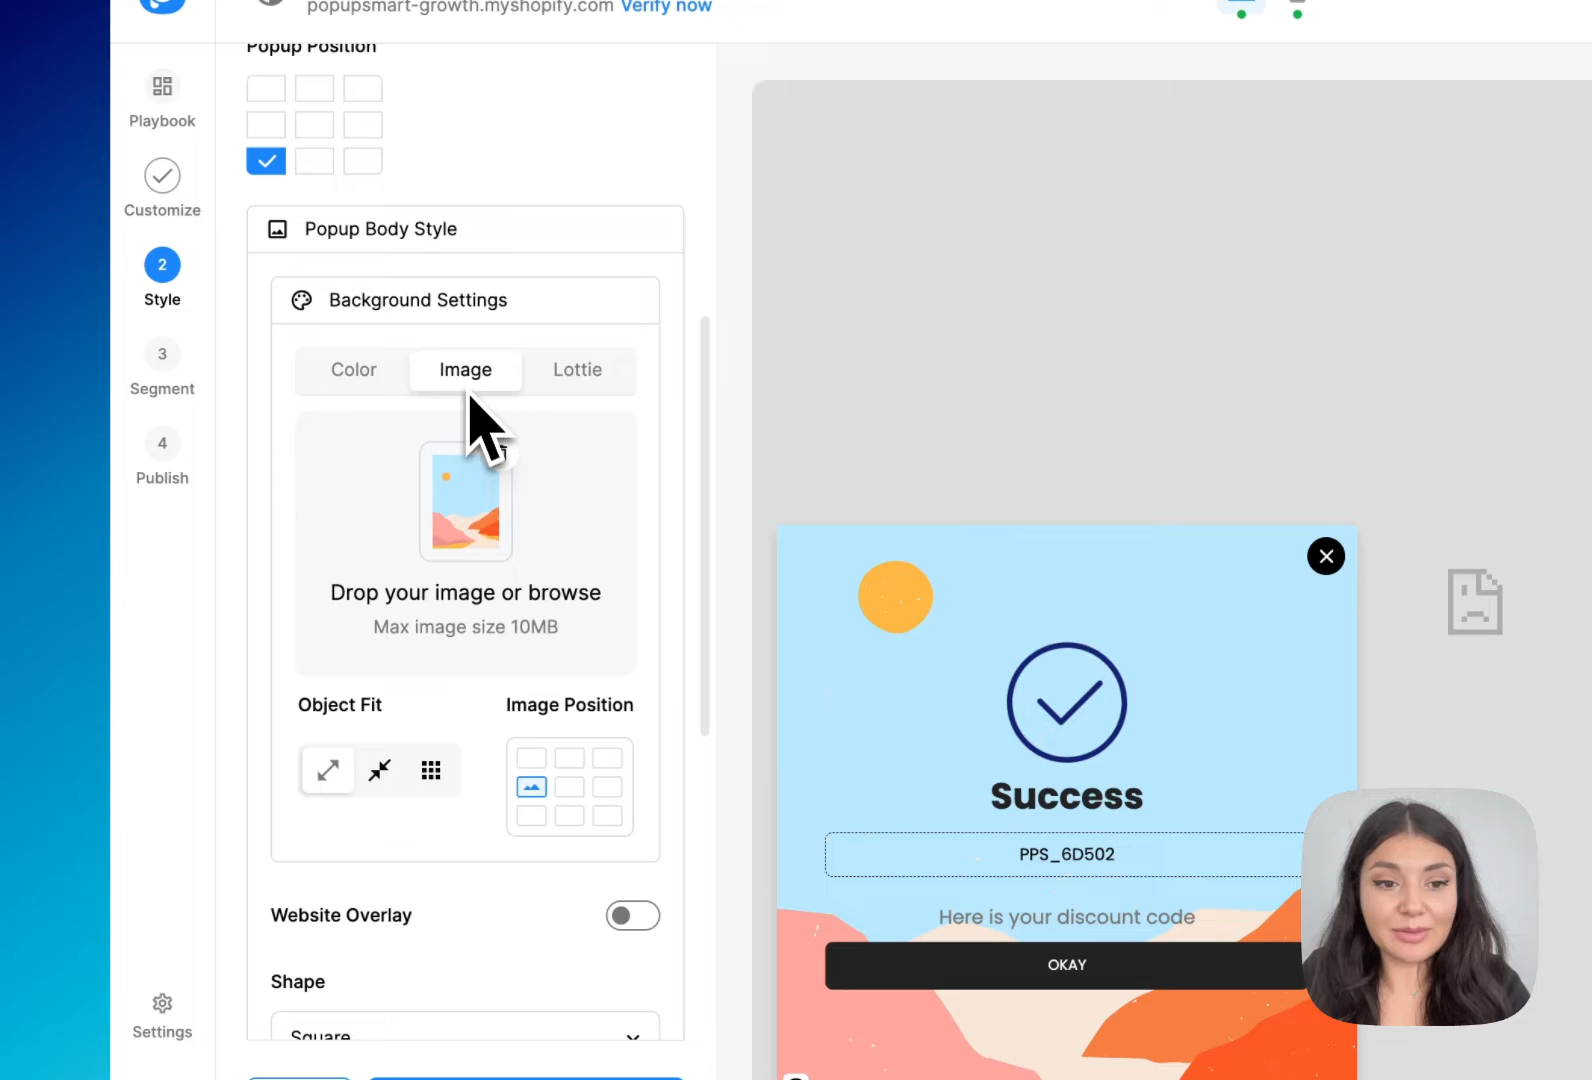 popupsmart-growth.myshopify.com Verify now
Popup Position
Playbook
Customize
2
Style
3
Segment
4
Publish
Settings
Popup Body Style
Background Settings
Color
Image
Lottie
Drop your image or browse
Max image size 10MB
Object Fit
Image Position
Website Overlay
Shape
Square
Success
PPS_6D502
Here is your discount code
OKAY